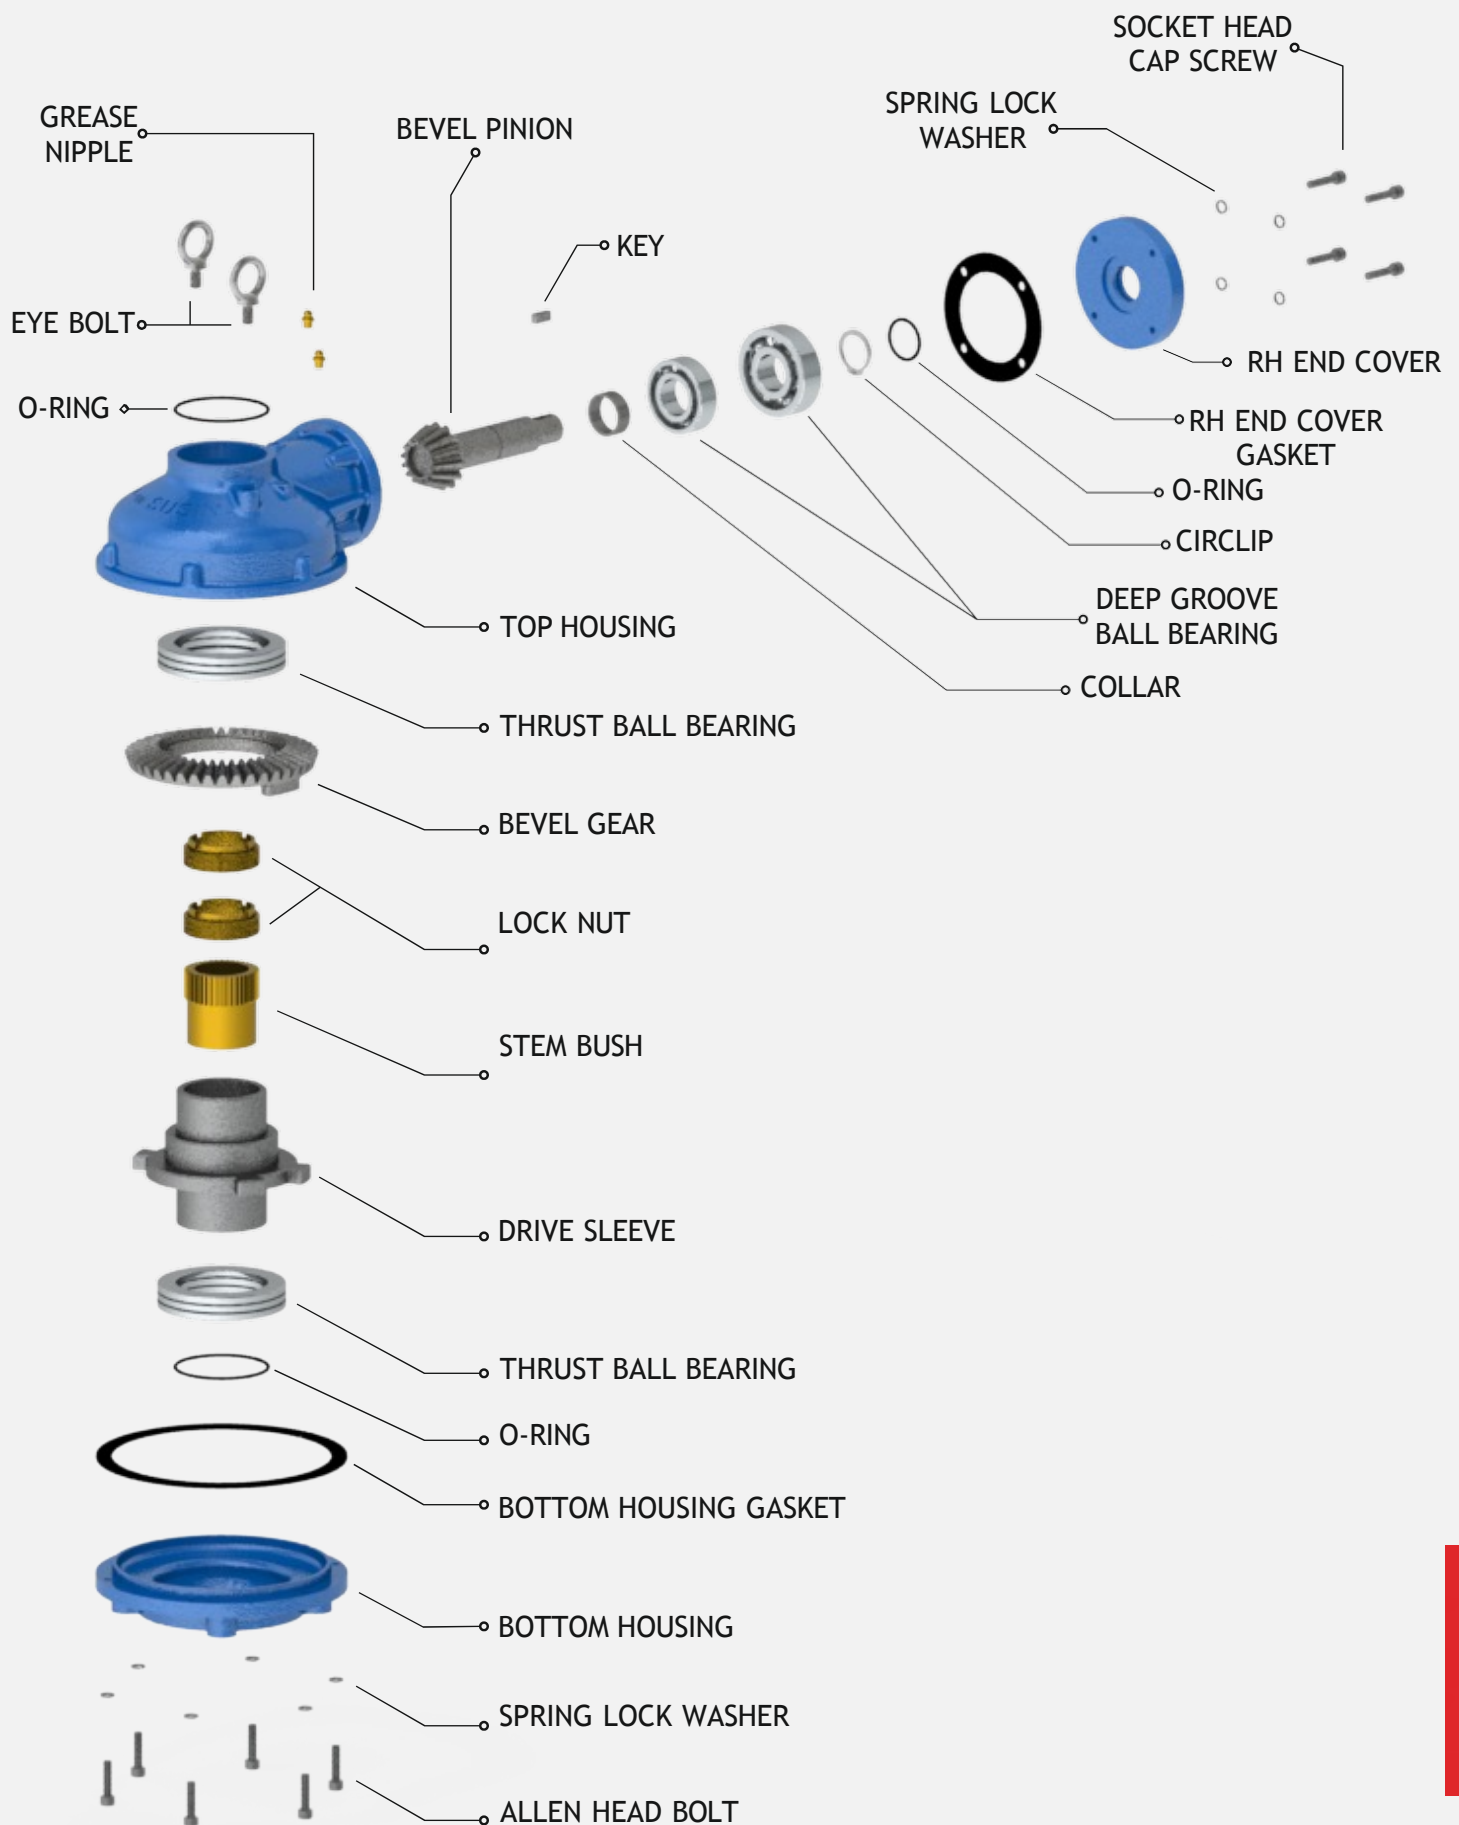 SOCKET HEAD
CAP SCREW
SPRING LOCK
WASHER
GREASE
NIPPLE
BEVEL PINION
KEY
EYE BOLT
RH END COVER
O-RING
RH END COVER
GASKET
O-RING
CIRCLIP
DEEP GROOVE
BALL BEARING
TOP HOUSING
COLLAR
THRUST BALL BEARING
BEVEL GEAR
LOCK NUT
STEM BUSH
DRIVE SLEEVE
THRUST BALL BEARING
O-RING
BOTTOM HOUSING GASKET
BOTTOM HOUSING
SPRING LOCK WASHER
ALLEN HEAD BOLT